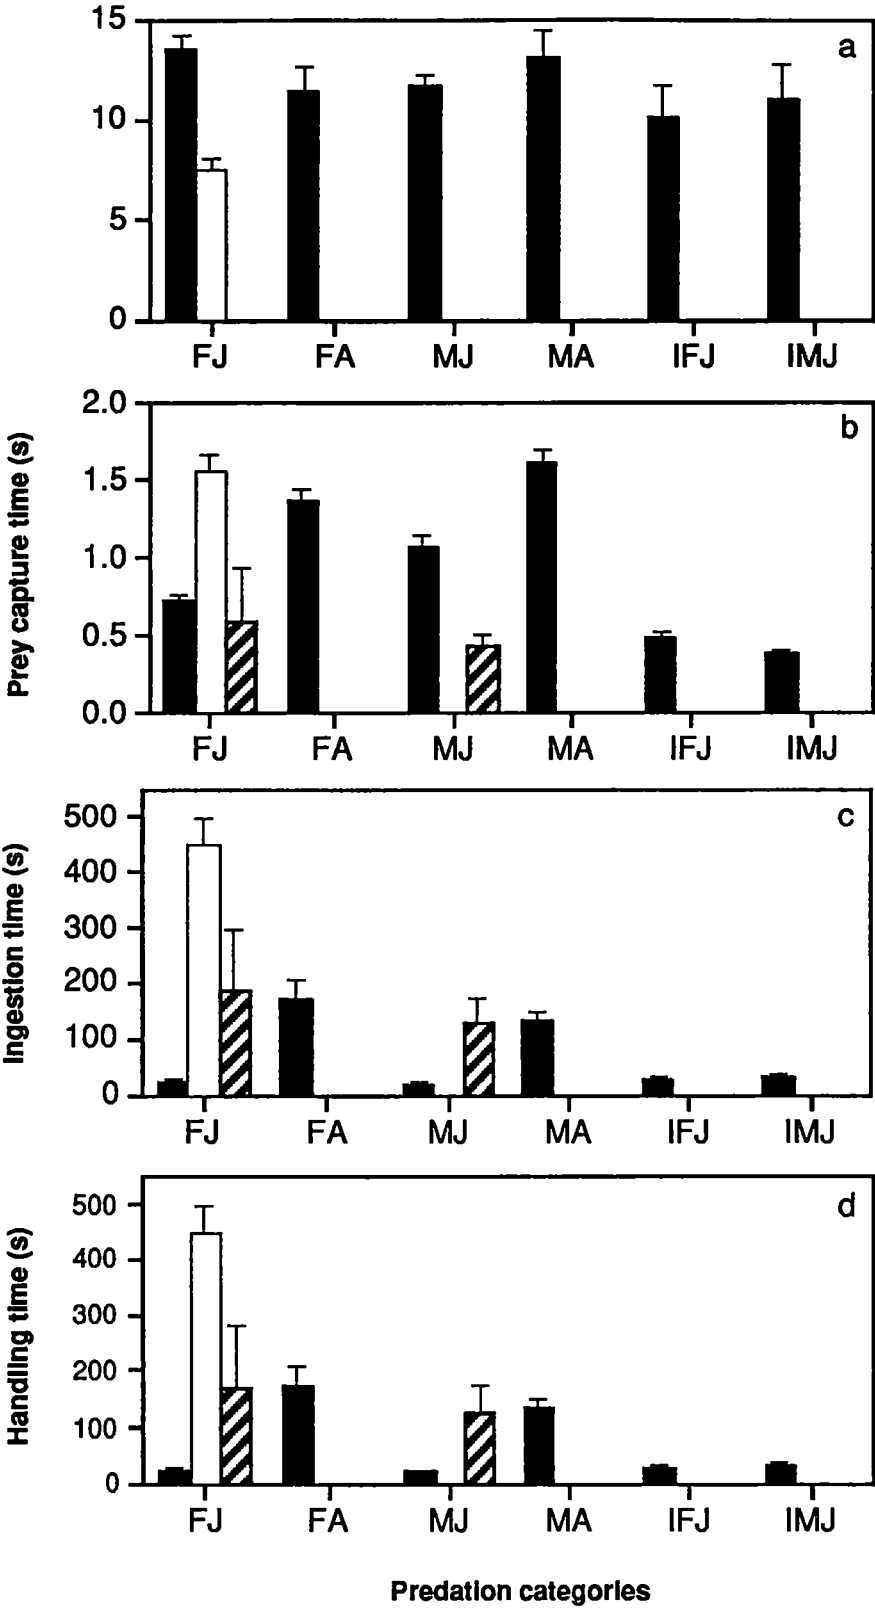 15
a
10
5
0
FJ FA MJ MA IFJ IMJ
2.0
b
1.5
1.0
0.5
0.0
Prey capture time (s)
FJ FA MJ MA IFJ IMJ
c
500
400
300
200
100
0
Ingestion time (s)
FJ FA MJ MA IFJ IMJ
d
500
400
300
200
100
0
Handling time (s)
FJ FA MJ MA IFJ IMJ
Predation categories